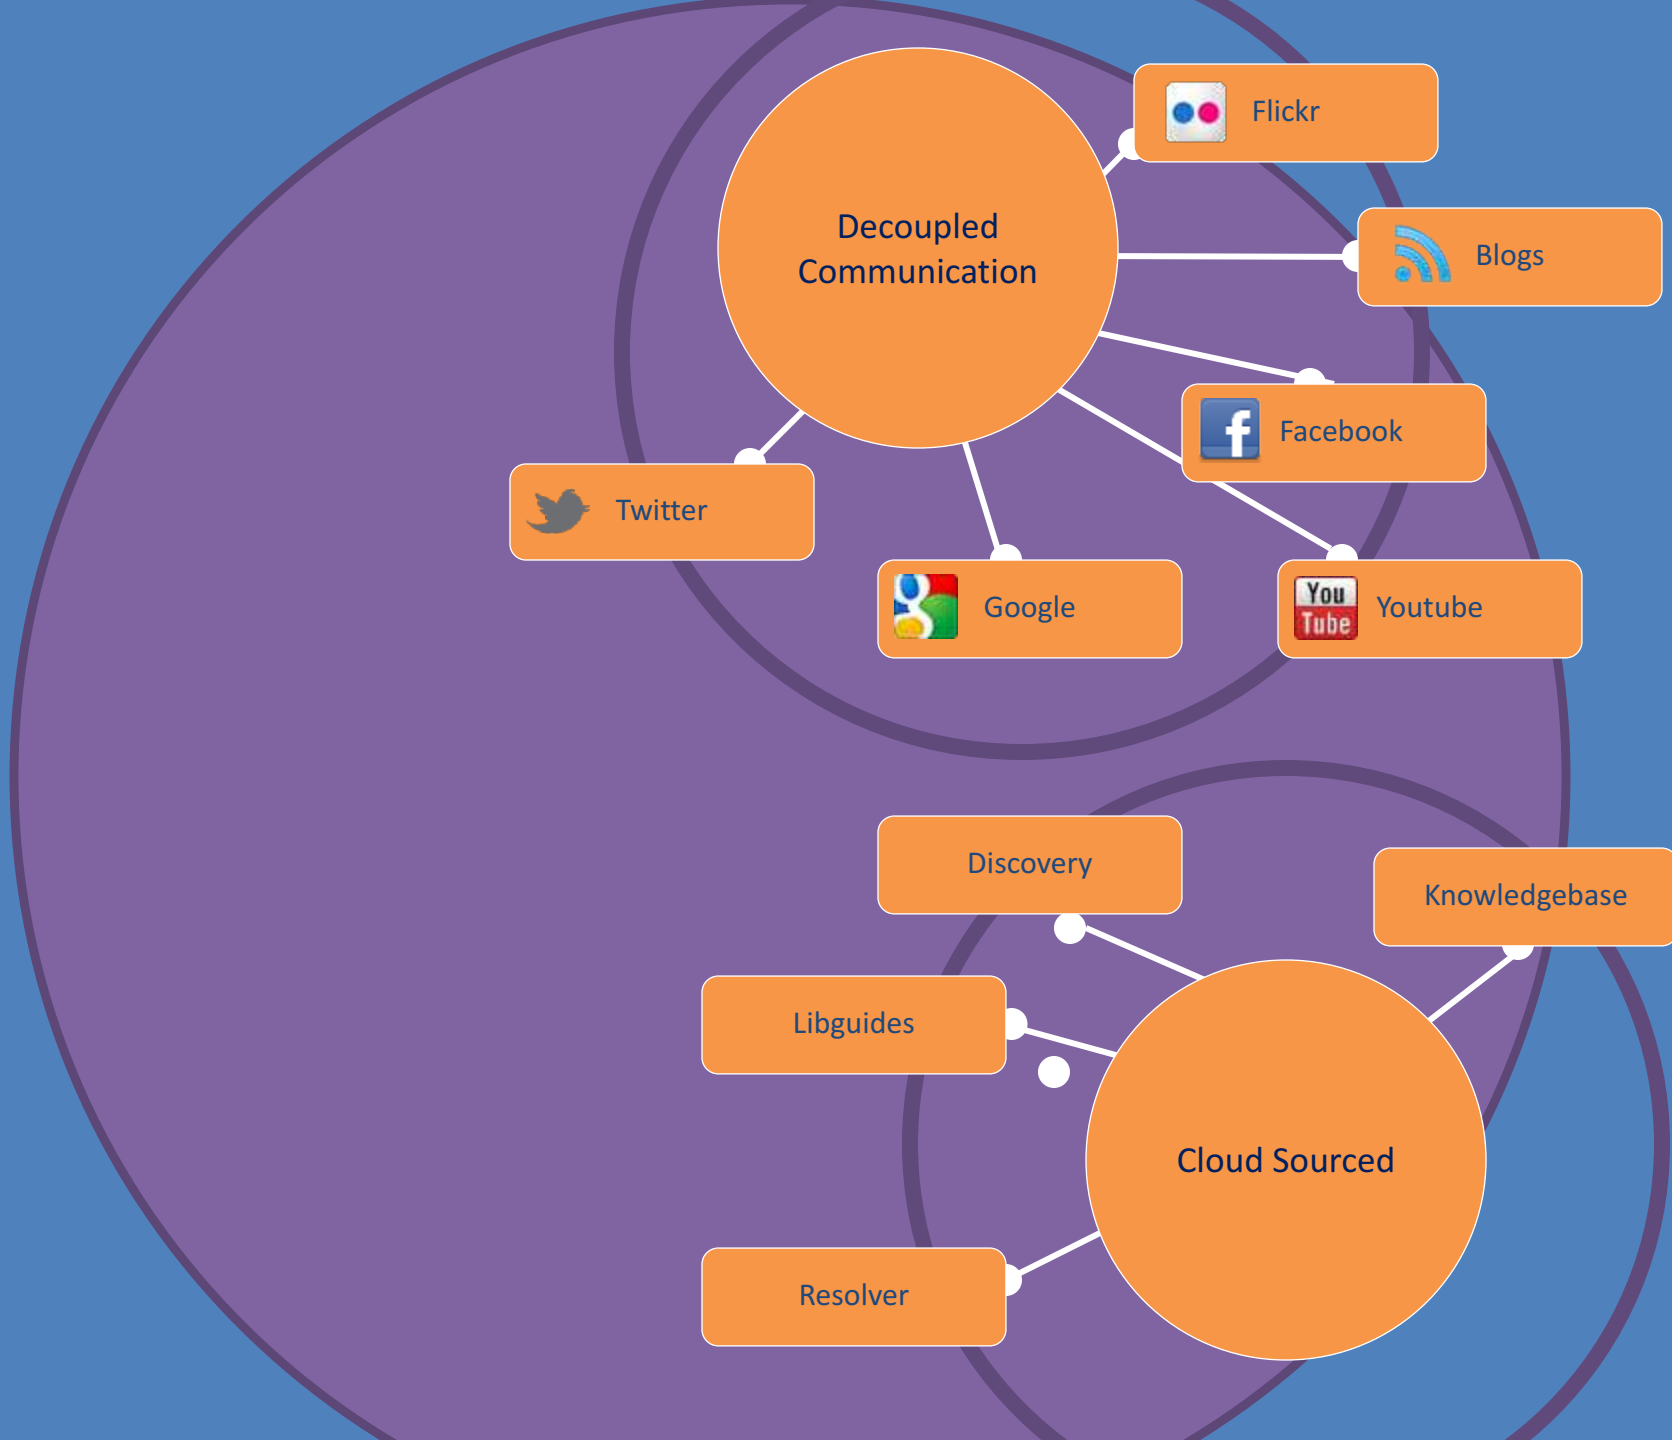 Flickr
Decoupled
Communication
Blogs
Facebook
Twitter
Google
You
Tube
Youtube
Discovery
Knowledgebase
Libguides
Cloud Sourced
Resolver